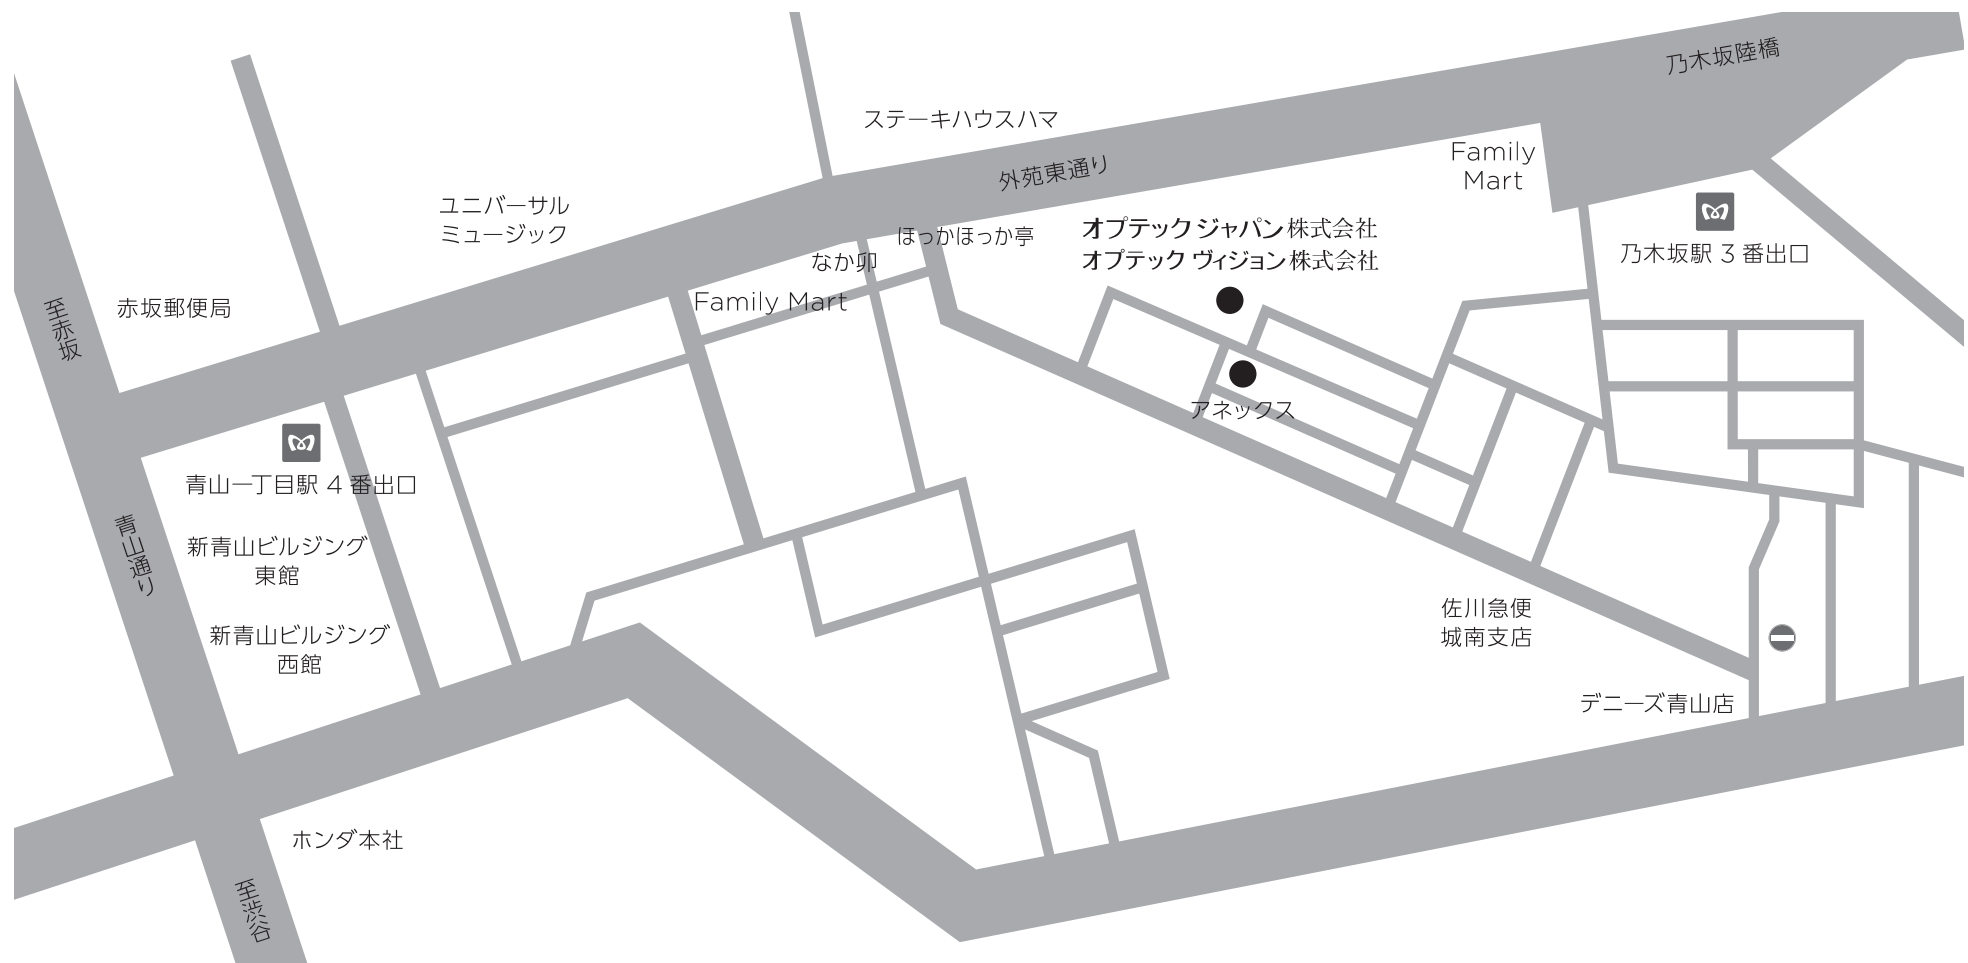 乃木坂陸橋
ステーキハウスハマ
外苑東通り
Family
Mart
ユニバーサル
ミュージック
ほっかほっか亭
オプテック ジャパン株式会社
オプテック ヴィジョン株式会社
乃木坂駅 3 番出口
なか卯
Family Mart
至赤坂
赤坂郵便局
アネックス
青山一丁目駅 4 番出口
青山通り
新青山ビルジング
東館
新青山ビルジング
西館
佐川急便
城南支店
デニーズ青山店
ホンダ本社
至渋谷